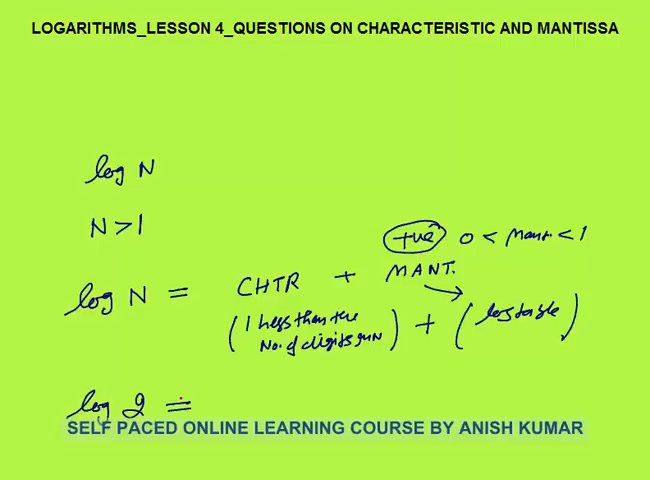 LOGARITHMS_LESSON 4_QUESTIONS ON CHARACTERISTIC AND MANTISSA
log N
N > 1
+ve 0 < Mant. < 1
log N = CHTR + MANT.
(1 less than the No. of digits in N) + (log table)
log 2 =
SELF PACED ONLINE LEARNING COURSE BY ANISH KUMAR